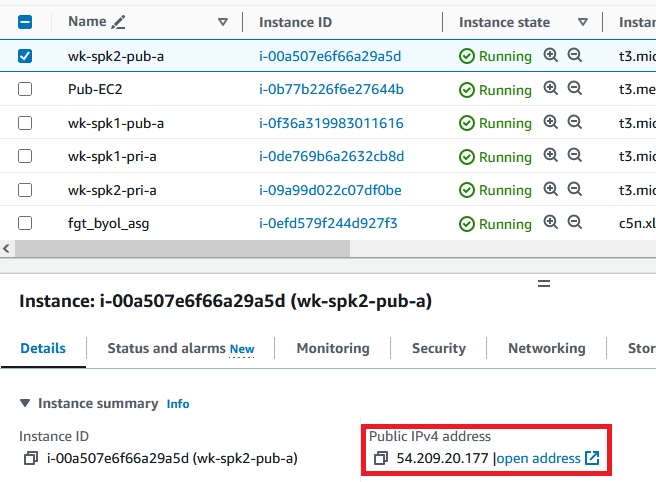 Name Instance ID Instance state Instan
wk-spk2-pub-a i-00a507e6f66a29a5d Running t3.mic
Pub-EC2 i-0b77b226f6e27644b Running t3.me
wk-spk1-pub-a i-0f36a319983011616 Running t3.mic
wk-spk1-pri-a i-0de769b6a2632cb8d Running t3.mic
wk-spk2-pri-a i-09a99d022c07df0be Running t3.mic
fgt_byol_asg i-0efd579f244d927f3 Running c5n.xl
Instance: i-00a507e6f66a29a5d (wk-spk2-pub-a)
Details Status and alarms New Monitoring Security Networking Stor
Instance summary Info
Instance ID Public IPv4 address
i-00a507e6f66a29a5d (wk-spk2-pub-a) 54.209.20.177 |open address